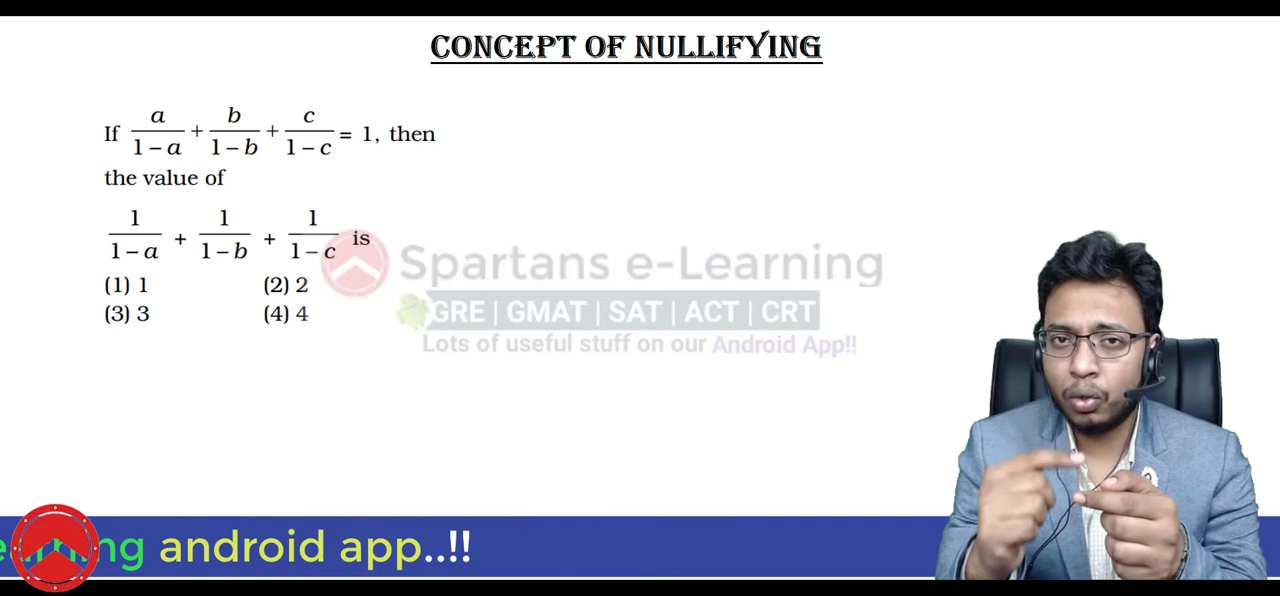 CONCEPT OF NULLIFYING
If a/(1 – a) + b/(1 – b) + c/(1 – c) = 1, then
the value of
1/(1 – a) + 1/(1 – b) + 1/(1 – c) is
(1) 1 (2) 2
(3) 3 (4) 4
Spartans e-Learning
GRE | GMAT | SAT | ACT | CRT
Lots of useful stuff on our Android App!!
earning android app..!!